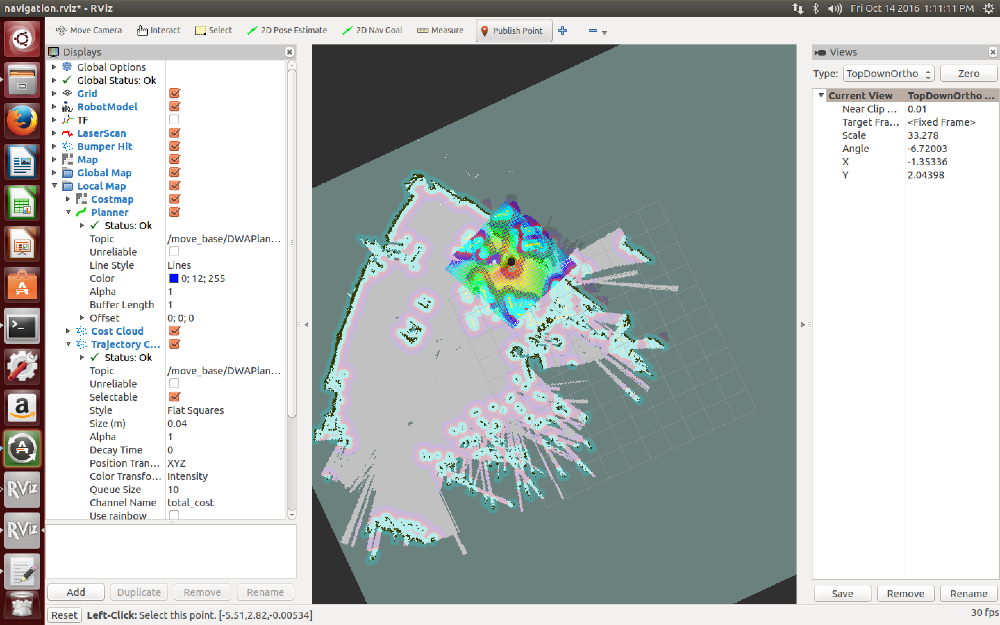 navigation.rviz* - RViz
Fri Oct 14 2016 1:11:11 PM
Move Camera
Interact
Select
2D Pose Estimate
2D Nav Goal
Measure
Publish Point
Displays
Global Options
Global Status: Ok
Grid
RobotModel
TF
LaserScan
Bumper Hit
Map
Global Map
Local Map
Costmap
Planner
Status: Ok
Topic /move_base/DWAPlan...
Unreliable
Line Style Lines
Color 0; 12; 255
Alpha 1
Buffer Length 1
Offset 0; 0; 0
Cost Cloud
Trajectory C...
Status: Ok
Topic /move_base/DWAPlan...
Unreliable
Selectable
Style Flat Squares
Size (m) 0.04
Alpha 1
Decay Time 0
Position Tran... XYZ
Color Transfo... Intensity
Queue Size 10
Channel Name total_cost
Use rainbow
Add Duplicate Remove Rename
Reset Left-Click: Select this point. [-5.51,2.82,-0.00534]
Views
Type: TopDownOrtho Zero
Current View TopDownOrtho ...
Near Clip ... 0.01
Target Fra... <Fixed Frame>
Scale 33.278
Angle -6.72003
X -1.35336
Y 2.04398
Save Remove Rename
30 fps
RViz
RViz